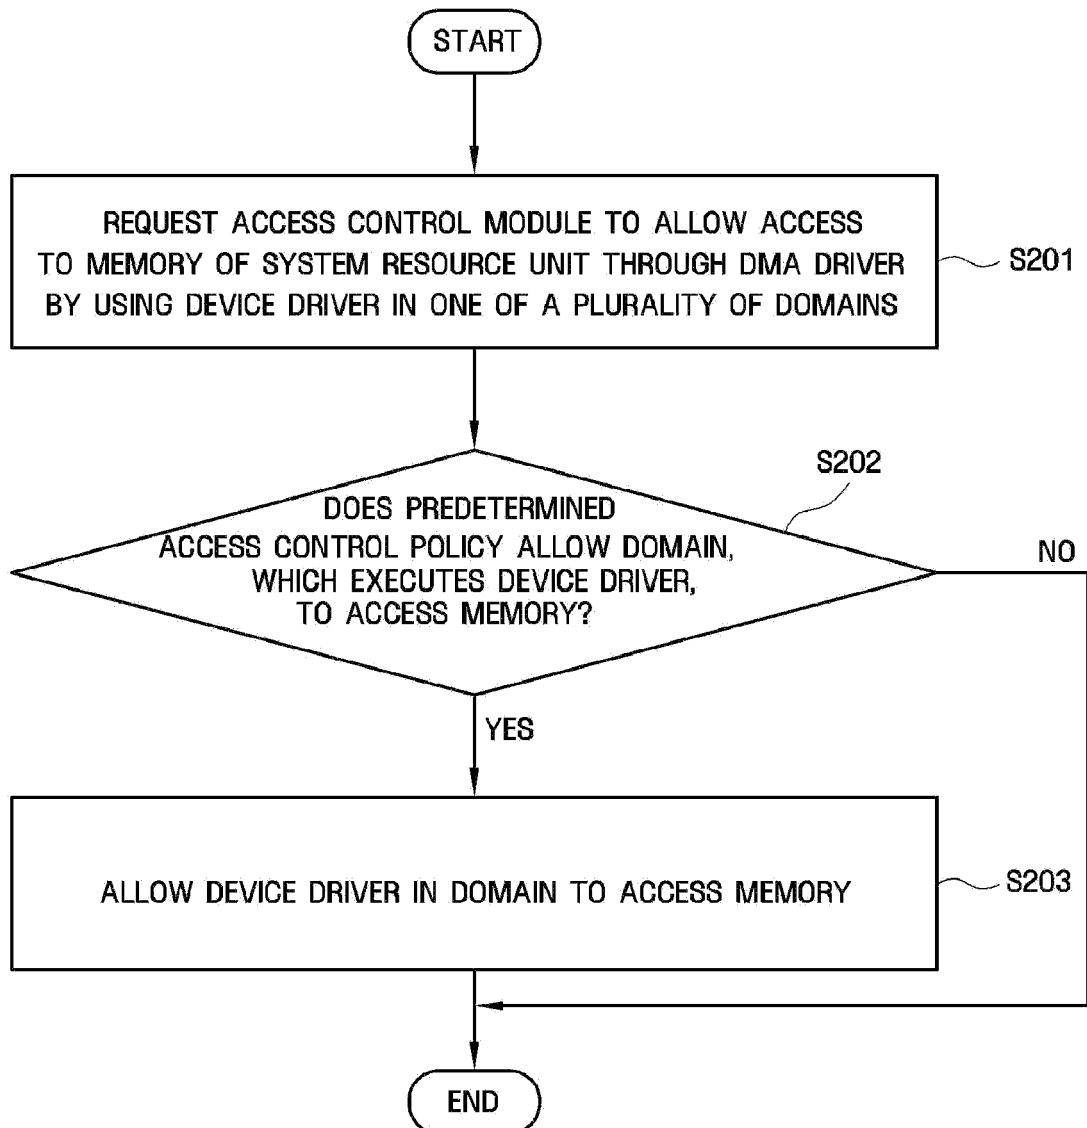 START
REQUEST ACCESS CONTROL MODULE TO ALLOW ACCESS
TO MEMORY OF SYSTEM RESOURCE UNIT THROUGH DMA DRIVER
BY USING DEVICE DRIVER IN ONE OF A PLURALITY OF DOMAINS
S201
S202
DOES PREDETERMINED
ACCESS CONTROL POLICY ALLOW DOMAIN,
WHICH EXECUTES DEVICE DRIVER,
TO ACCESS MEMORY?
NO
YES
ALLOW DEVICE DRIVER IN DOMAIN TO ACCESS MEMORY
S203
END